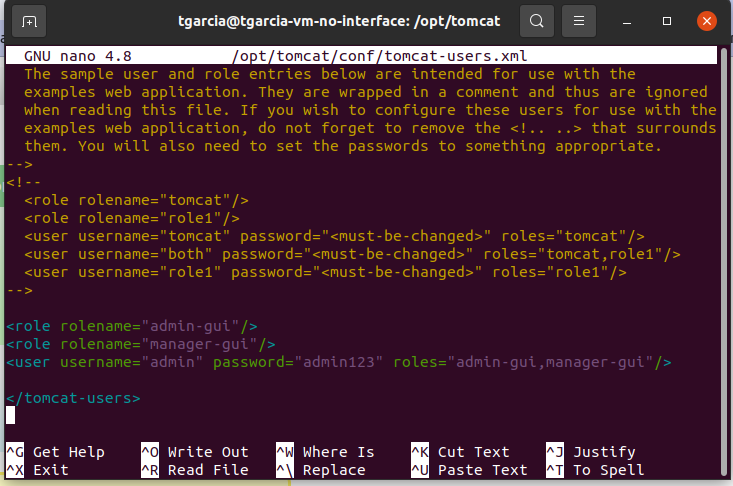 tgarcia@tgarcia-vm-no-interface: /opt/tomcat
GNU nano 4.8 /opt/tomcat/conf/tomcat-users.xml
The sample user and role entries below are intended for use with the
examples web application. They are wrapped in a comment and thus are ignored
when reading this file. If you wish to configure these users for use with the
examples web application, do not forget to remove the <!.. ..> that surrounds
them. You will also need to set the passwords to something appropriate.
-->
<!--
<role rolename="tomcat"/>
<role rolename="role1"/>
<user username="tomcat" password="<must-be-changed>" roles="tomcat"/>
<user username="both" password="<must-be-changed>" roles="tomcat,role1"/>
<user username="role1" password="<must-be-changed>" roles="role1"/>
-->
<role rolename="admin-gui"/>
<role rolename="manager-gui"/>
<user username="admin" password="admin123" roles="admin-gui,manager-gui"/>
</tomcat-users>
^G Get Help ^O Write Out ^W Where Is ^K Cut Text ^J Justify
^X Exit ^R Read File ^\ Replace ^U Paste Text ^T To Spell